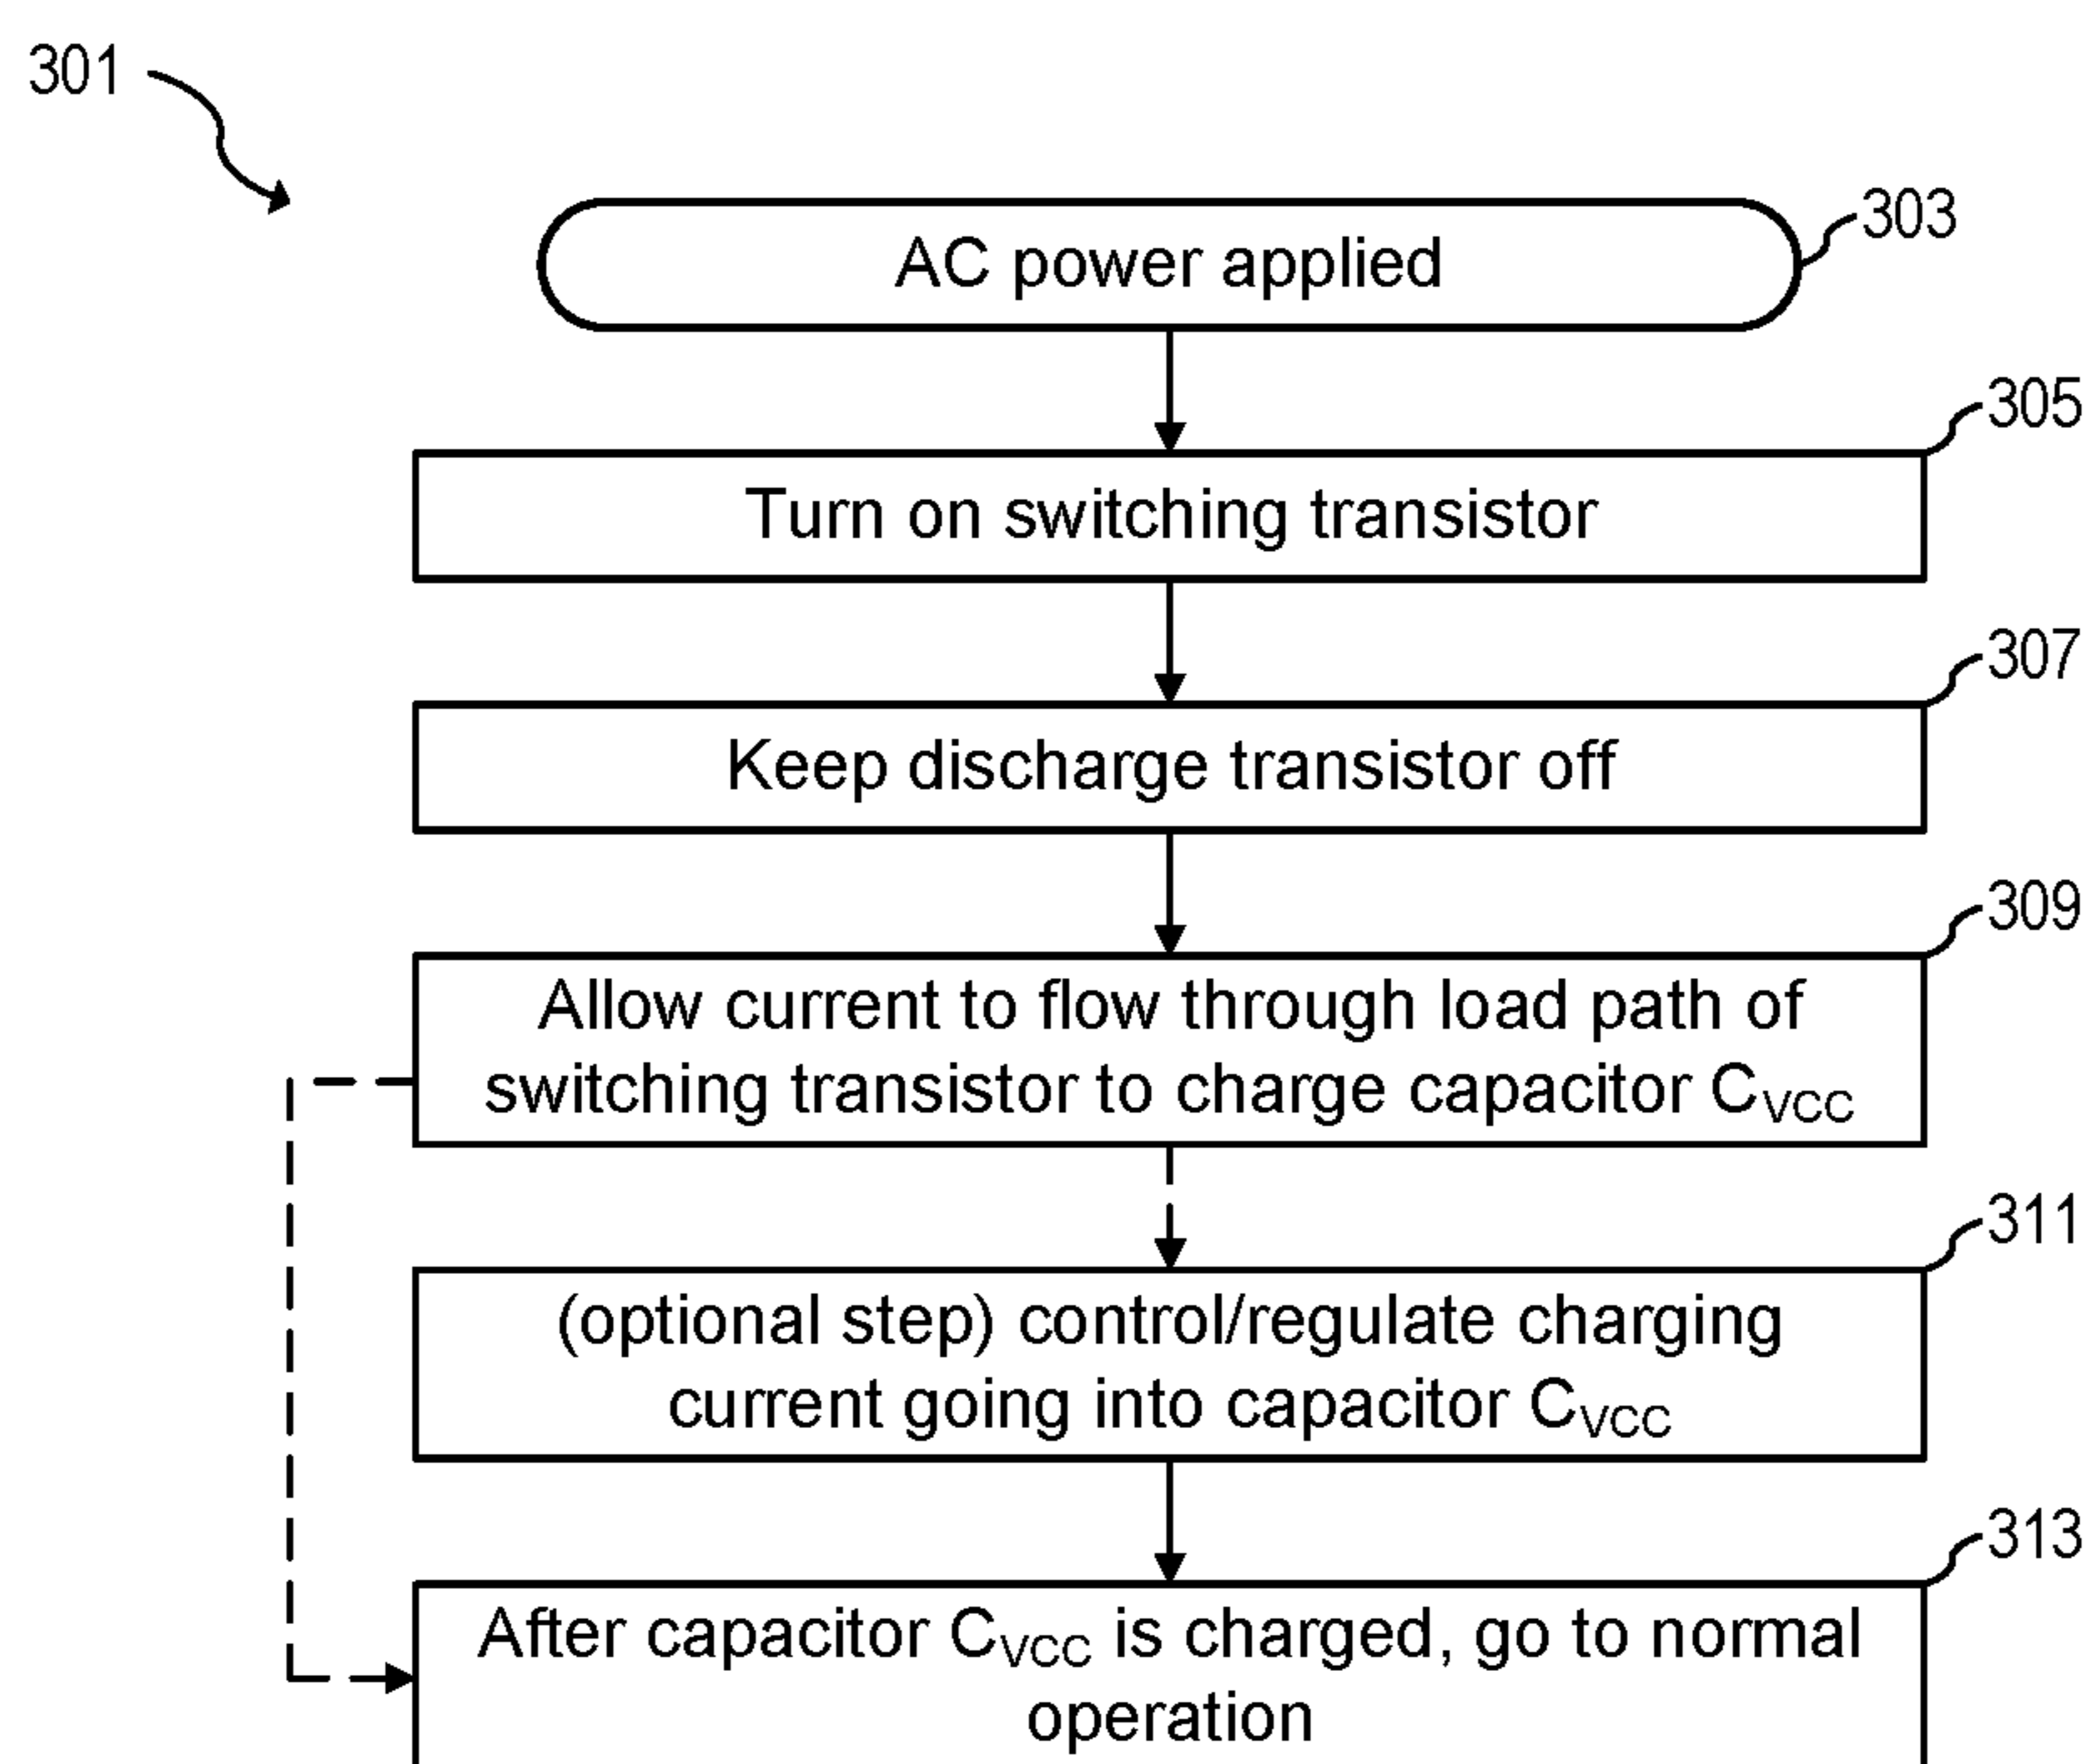 301
303
AC power applied
305
Turn on switching transistor
307
Keep discharge transistor off
309
Allow current to flow through load path of
switching transistor to charge capacitor CVCC
311
(optional step) control/regulate charging
current going into capacitor CVCC
313
After capacitor CVCC is charged, go to normal
operation